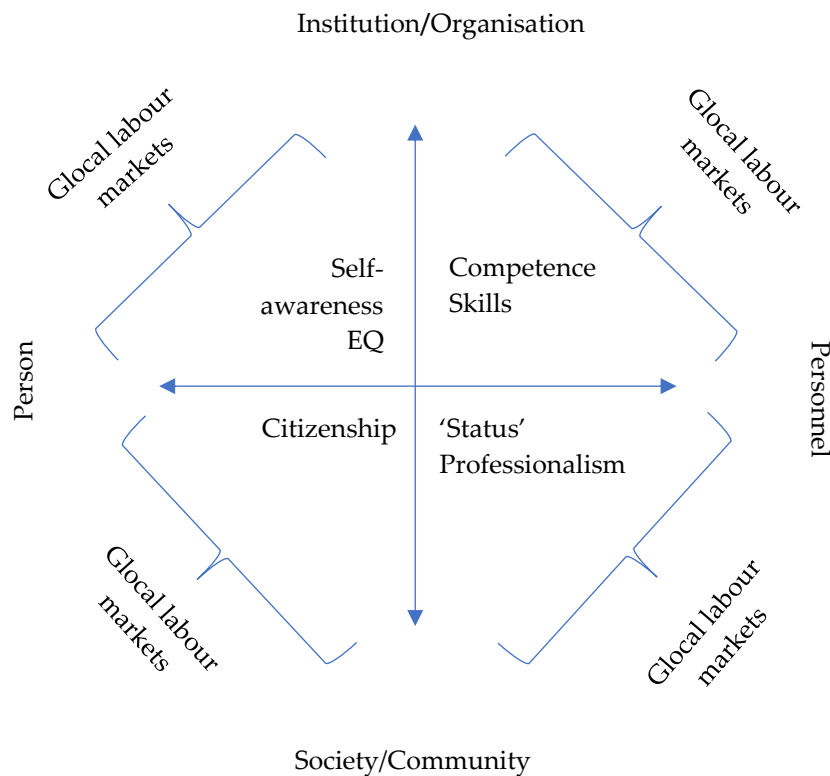 Institution/Organisation
Glocal labour
markets
Glocal labour
markets
Self-
awareness
EQ
Competence
Skills
Person
Personnel
Citizenship
‘Status’
Professionalism
Glocal labour
markets
Glocal labour
markets
Society/Community